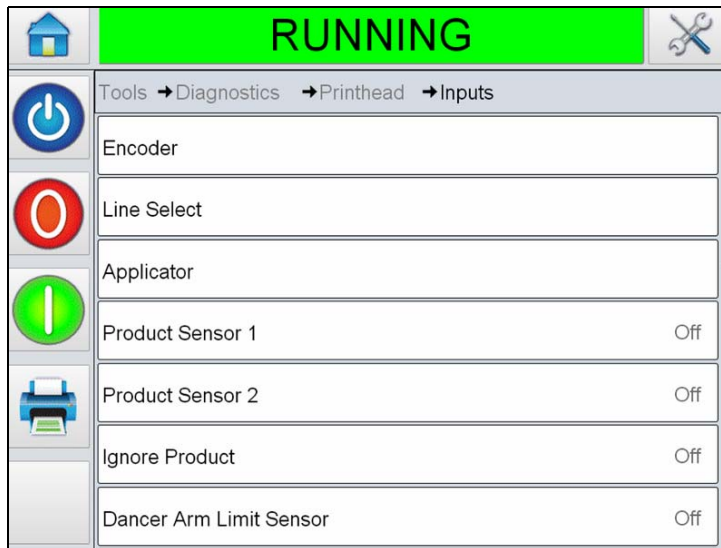 RUNNING
Tools ➔ Diagnostics ➔ Printhead ➔ Inputs
Encoder
Line Select
Applicator
Product Sensor 1 Off
Product Sensor 2 Off
Ignore Product Off
Dancer Arm Limit Sensor Off